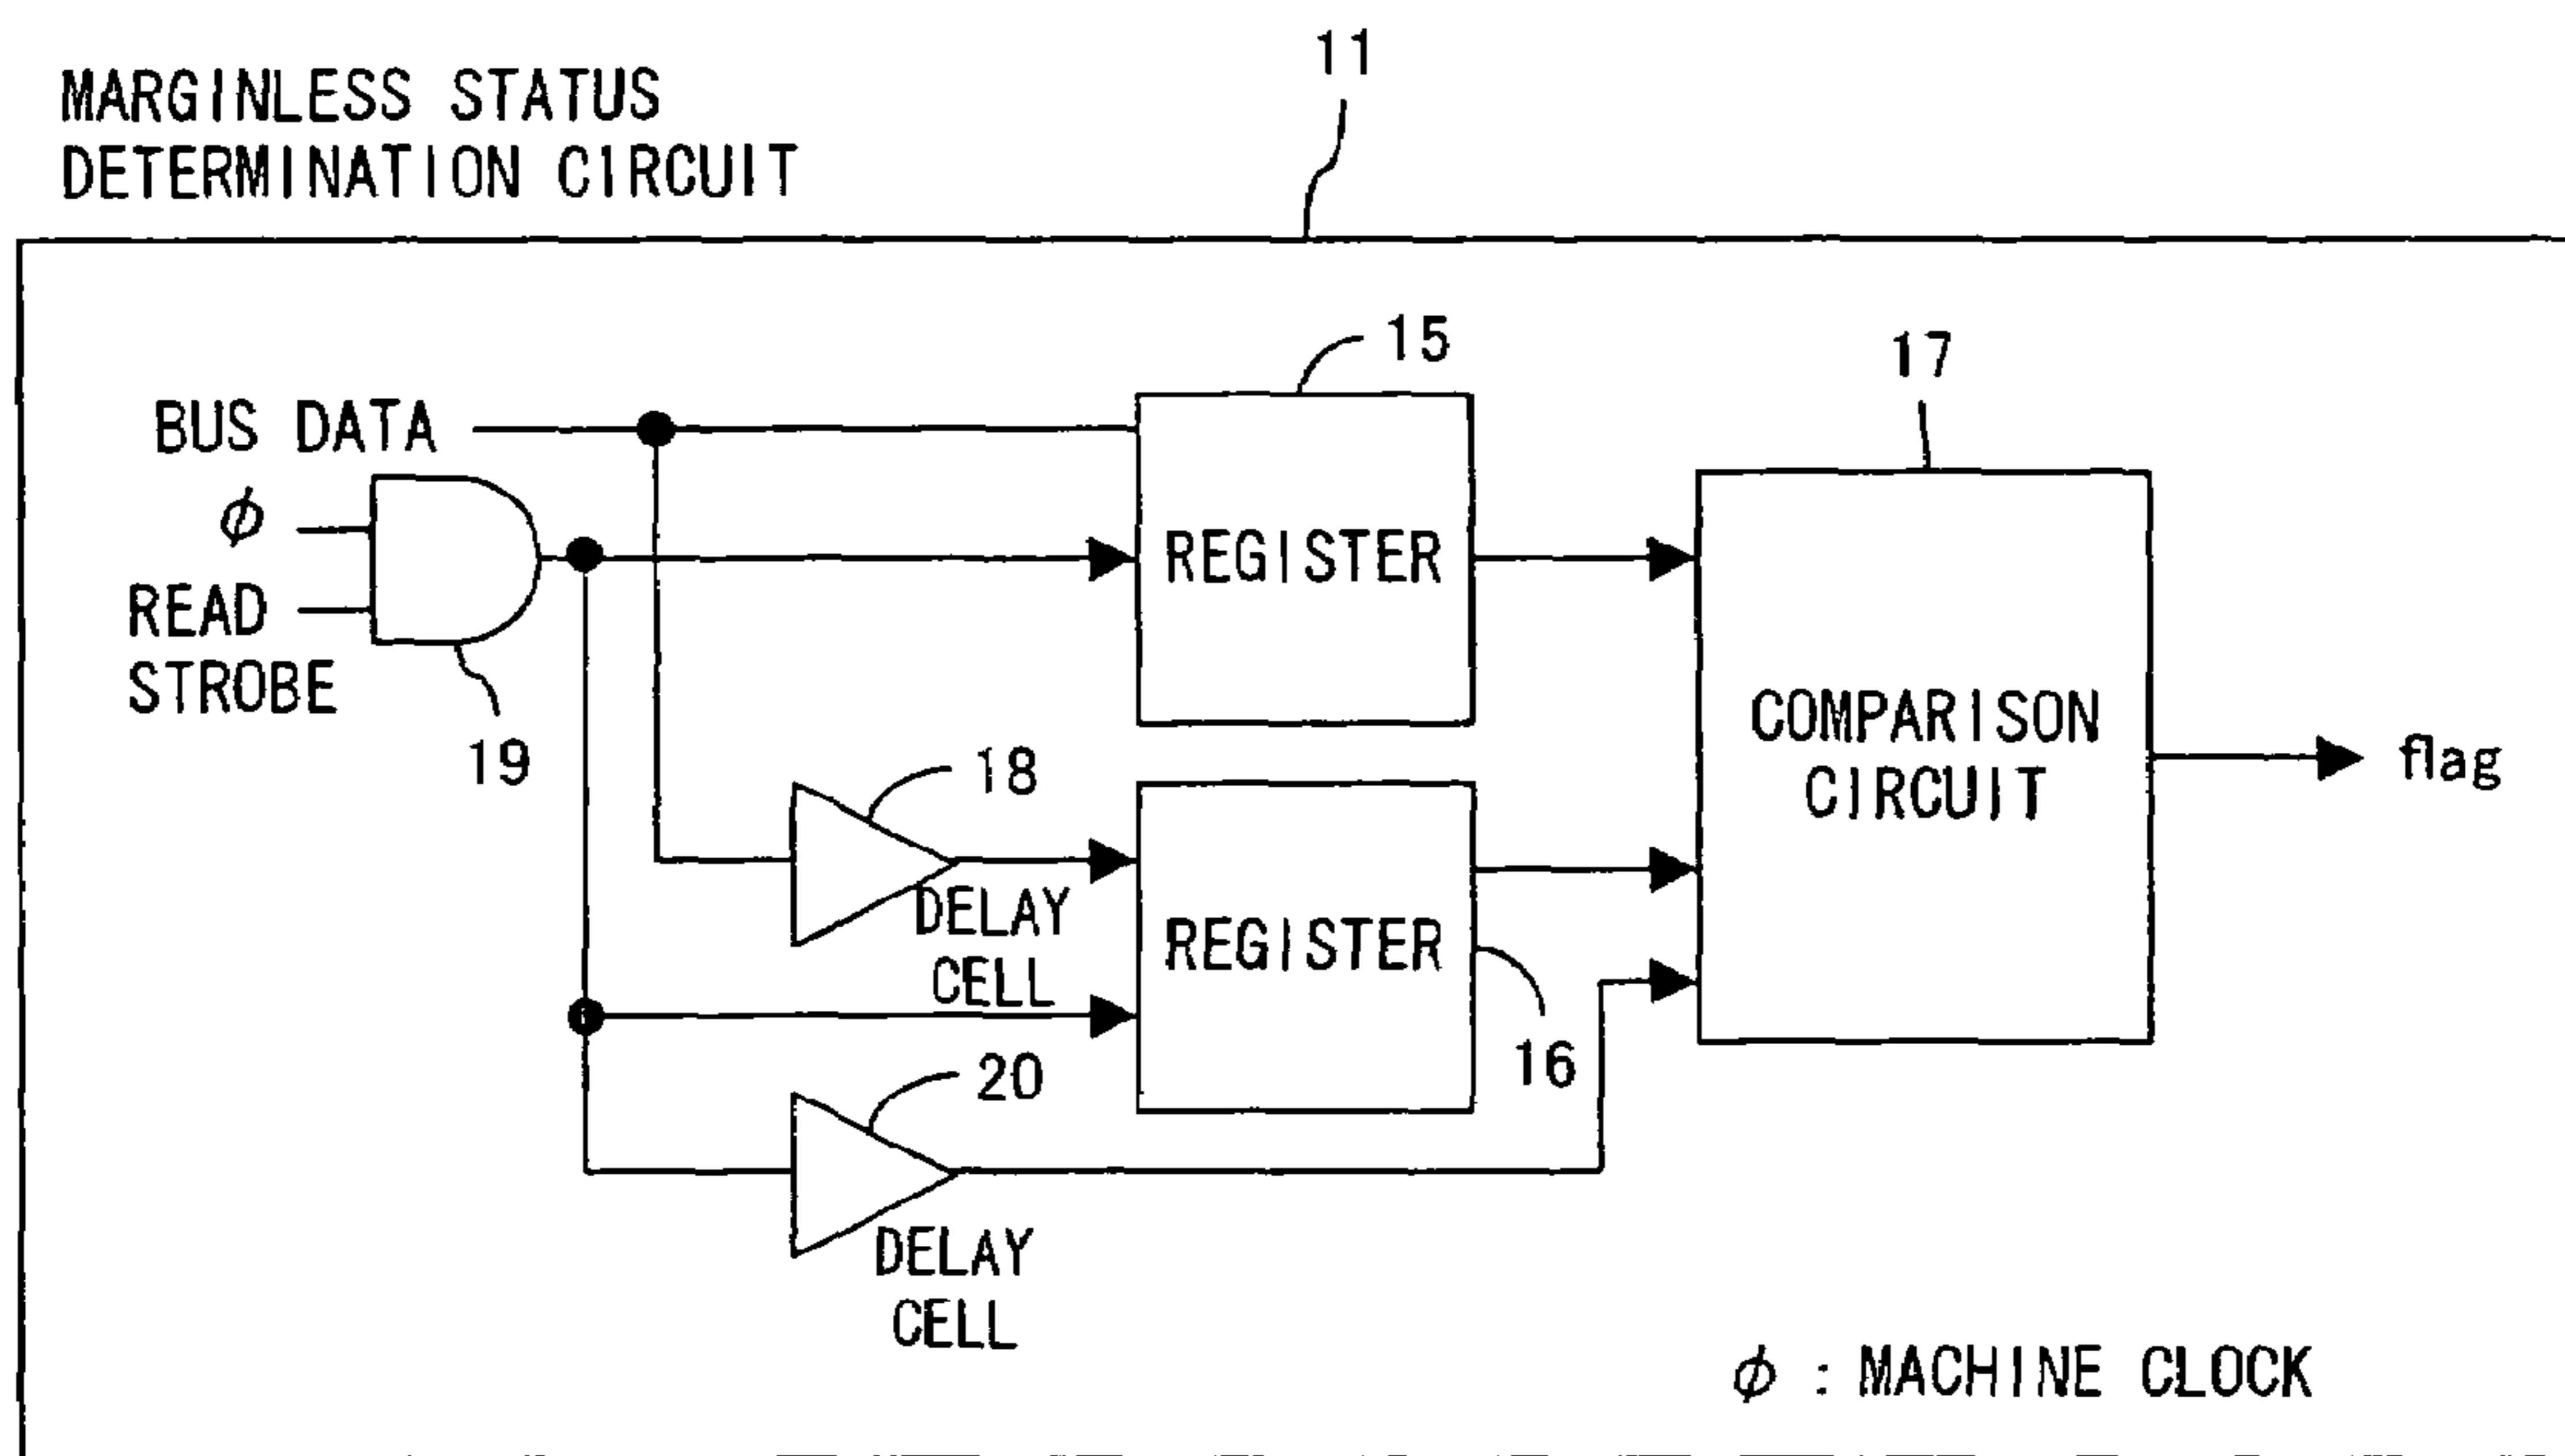 11
MARGINLESS STATUS
DETERMINATION CIRCUIT
15
17
BUS DATA
ϕ
READ
STROBE
19
REGISTER
COMPARISON
CIRCUIT
flag
18
DELAY
CELL
REGISTER
16
20
DELAY
CELL
ϕ : MACHINE CLOCK